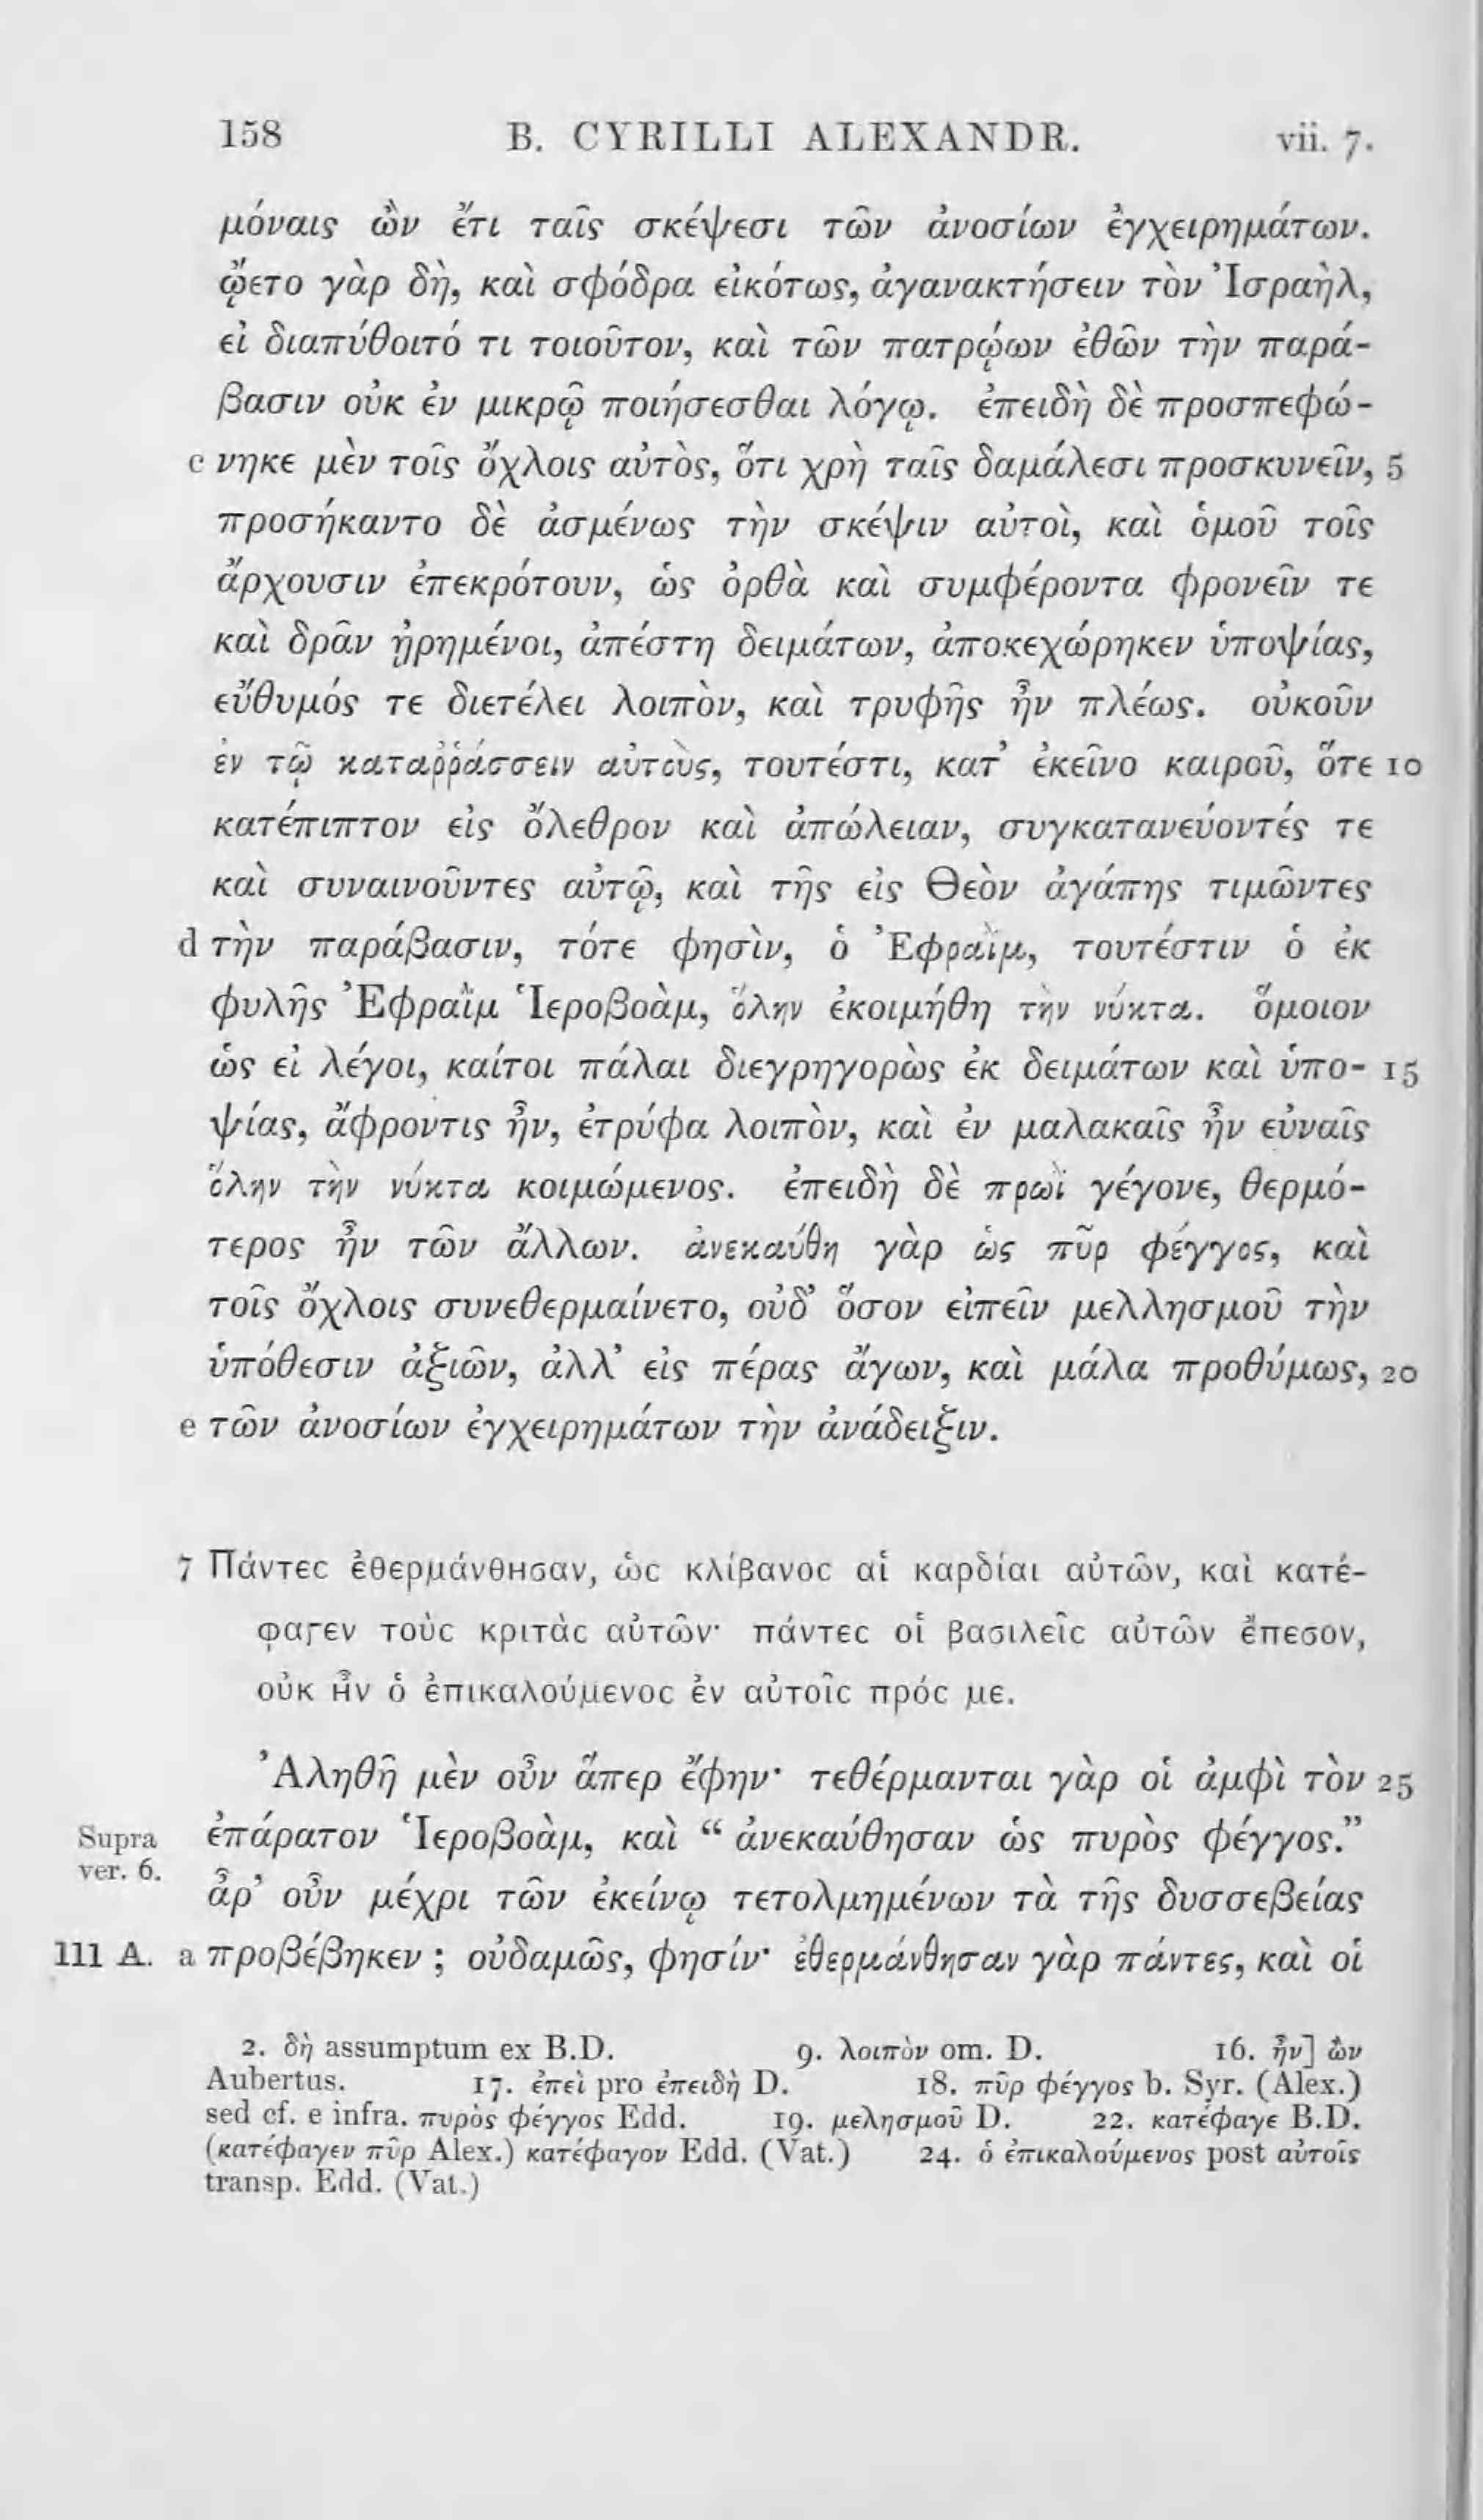 158 B. CYRILLI ALEXANDR. vii. 7.
μόναις ὢν ἔτι ταῖς σκέψεσι τῶν ἀνοσίων ἐγχειρημάτων.
ᾤετο γὰρ δὴ, καὶ σφόδρα εἰκότως, ἀγανακτήσειν τὸν Ἰσραὴλ,
εἰ διαπύθοιτό τι τοιοῦτον, καὶ τῶν πατρῴων ἐθῶν τὴν παρά-
βασιν οὐκ ἐν μικρῷ ποιήσεσθαι λόγῳ. ἐπειδὴ δὲ προσπεφώ-
c νηκε μὲν τοῖς ὄχλοις αὐτὸς, ὅτι χρὴ ταῖς δαμάλεσι προσκυνεῖν, 5
προσήκαντο δὲ ἀσμένως τὴν σκέψιν αὐτοὶ, καὶ ὁμοῦ τοῖς
ἄρχουσιν ἐπεκρότουν, ὡς ὀρθὰ καὶ συμφέροντα φρονεῖν τε
καὶ δρᾶν ᾑρημένοι, ἀπέστη δειμάτων, ἀποκεχώρηκεν ὑποψίας,
εὔθυμός τε διετέλει λοιπὸν, καὶ τρυφῆς ἦν πλέως. οὐκοῦν
ἐν τῷ καταῤῥάσσειν αὐτοὺς, τουτέστι, κατ’ ἐκεῖνο καιροῦ, ὅτε 10
κατέπιπτον εἰς ὄλεθρον καὶ ἀπώλειαν, συγκατανεύοντές τε
καὶ συναινοῦντες αὐτῷ, καὶ τῆς εἰς Θεὸν ἀγάπης τιμῶντες
d τὴν παράβασιν, τότε φησὶν, ὁ Ἐφραῒμ, τουτέστιν ὁ ἐκ
φυλῆς Ἐφραῒμ Ἱεροβοὰμ, ὅλην ἐκοιμήθη τὴν νύκτα. ὅμοιον
ὡς εἰ λέγοι, καίτοι πάλαι διεγρηγορὼς ἐκ δειμάτων καὶ ὑπο- 15
ψίας, ἄφροντις ἦν, ἐτρύφα λοιπὸν, καὶ ἐν μαλακαῖς ἦν εὐναῖς
ὅλην τὴν νύκτα κοιμώμενος. ἐπειδὴ δὲ πρωῒ γέγονε, θερμό-
τερος ἦν τῶν ἄλλων. ἀνεκαύθη γὰρ ὡς πῦρ φέγγος, καὶ
τοῖς ὄχλοις συνεθερμαίνετο, οὐδ’ ὅσον εἰπεῖν μελλησμοῦ τὴν
ὑπόθεσιν ἀξιῶν, ἀλλ’ εἰς πέρας ἄγων, καὶ μάλα προθύμως, 20
e τῶν ἀνοσίων ἐγχειρημάτων τὴν ἀνάδειξιν.
7 Πάντες ἐθερμάνθησαν, ὡς κλίβανος αἱ καρδίαι αὐτῶν, καὶ κατέ-
φαγεν τοὺς κριτὰς αὐτῶν· πάντες οἱ βασιλεῖς αὐτῶν ἔπεσον,
οὐκ ἦν ὁ ἐπικαλούμενος ἐν αὐτοῖς πρός με.
Ἀληθῆ μὲν οὖν ἅπερ ἔφην· τεθέρμανται γὰρ οἱ ἀμφὶ τὸν 25
Supra ἐπάρατον Ἱεροβοὰμ, καὶ “ ἀνεκαύθησαν ὡς πυρὸς φέγγος.”
ver. 6. ἆρ’ οὖν μέχρι τῶν ἐκείνῳ τετολμημένων τὰ τῆς δυσσεβείας
111 A. a προβέβηκεν ; οὐδαμῶς, φησίν· ἐθερμάνθησαν γὰρ πάντες, καὶ οἱ
2. δὴ assumptum ex B.D. 9. λοιπὸν om. D. 16. ἦν] ὢν
Aubertus. 17. ἐπεὶ pro ἐπειδὴ D. 18. πῦρ φέγγος b. Syr. (Alex.)
sed cf. e infra. πυρὸς φέγγος Edd. 19. μελησμοῦ D. 22. κατέφαγε B.D.
(κατέφαγεν πῦρ Alex.) κατέφαγον Edd. (Vat.) 24. ὁ ἐπικαλούμενος post αὐτοῖς
transp. Edd. (Vat.)